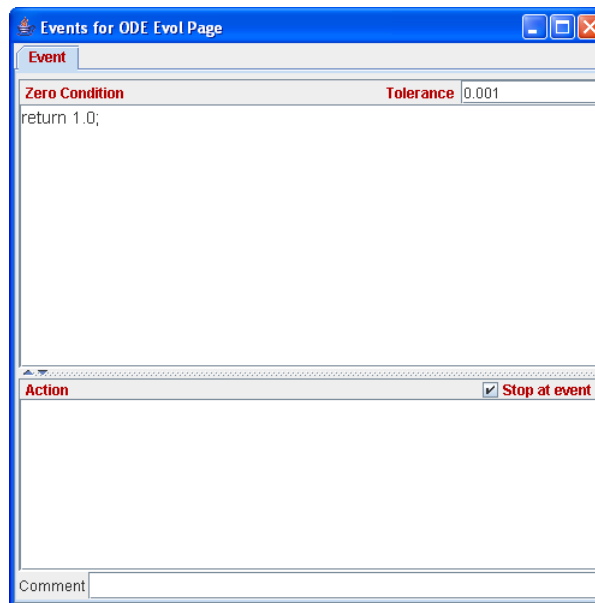 Events for ODE Evol Page
Event
Zero Condition Tolerance 0.001
return 1.0;
Action Stop at event
Comment